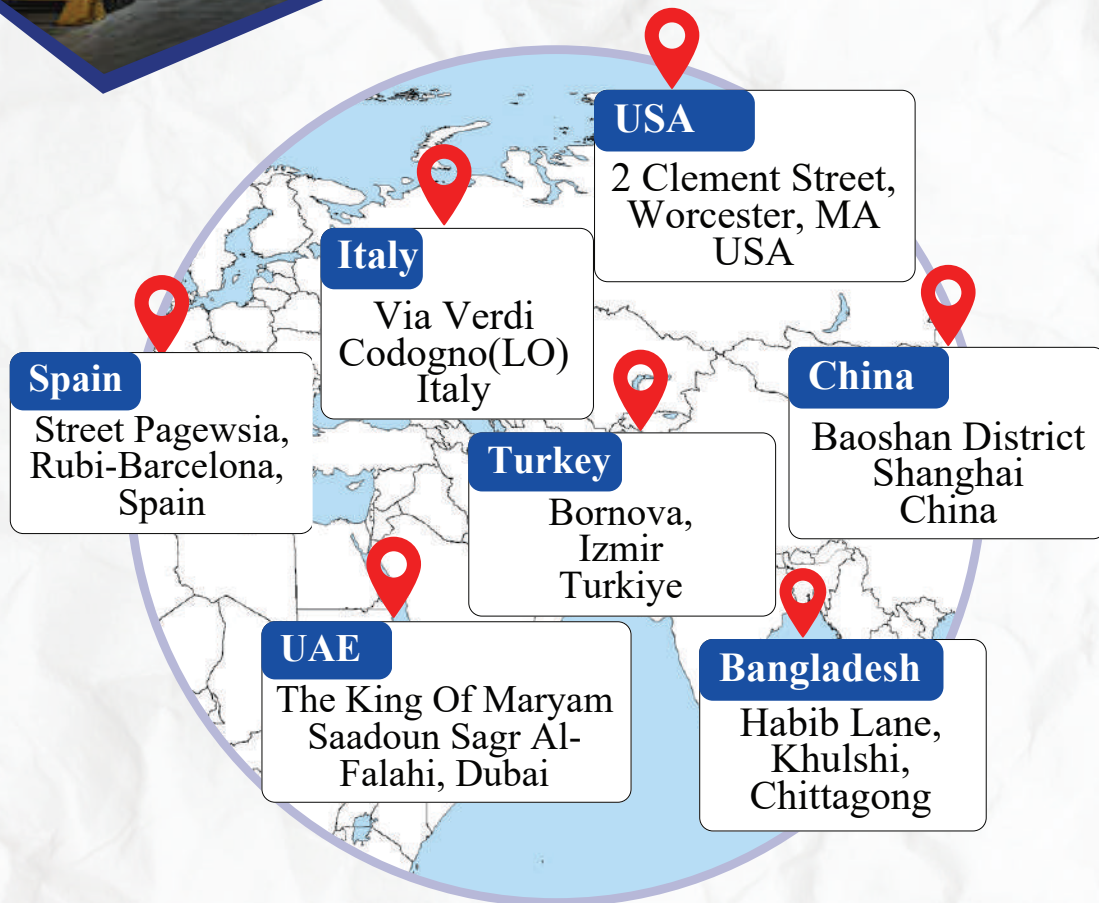 USA
2 Clement Street,
Worcester, MA
USA
Italy
Via Verdi
Codogno(LO)
Italy
Spain
Street Pagewsia,
Rubi-Barcelona,
Spain
China
Baoshan District
Shanghai
China
Turkey
Bornova,
Izmir
Turkiye
UAE
The King Of Maryam
Saadoun Sagr Al-
Falahi, Dubai
Bangladesh
Habib Lane,
Khulshi,
Chittagong